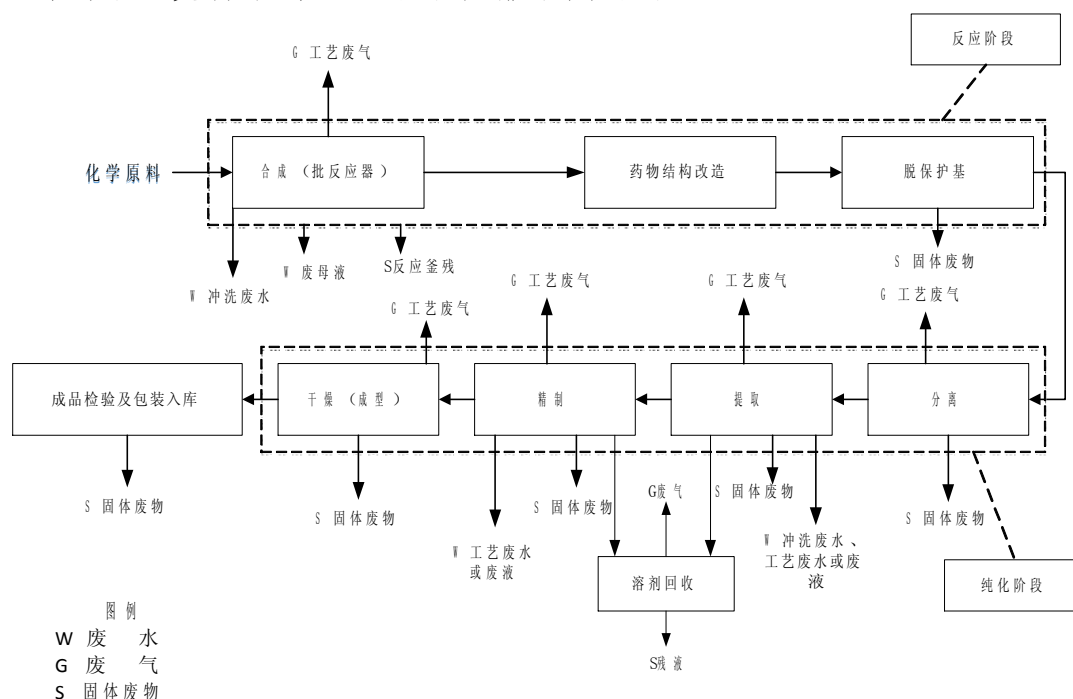 反应阶段
G 工艺废气
化学原料
合成（批反应器）
药物结构改造
脱保护基
W 冲洗废水
W 废母液
S反应釜残
S 固体废物
G 工艺废气
G 工艺废气
G 工艺废气
G 工艺废气
成品检验及包装入库
干燥（成型）
精制
提取
分离
S 固体废物
S 固体废物
W 工艺废水
或废液
S 固体废物
G废气
S 固体废物
W 冲洗废水、
工艺废水或废
液
S 固体废物
溶剂回收
纯化阶段
S残液
图例
W 废 水
G 废 气
S 固体废物